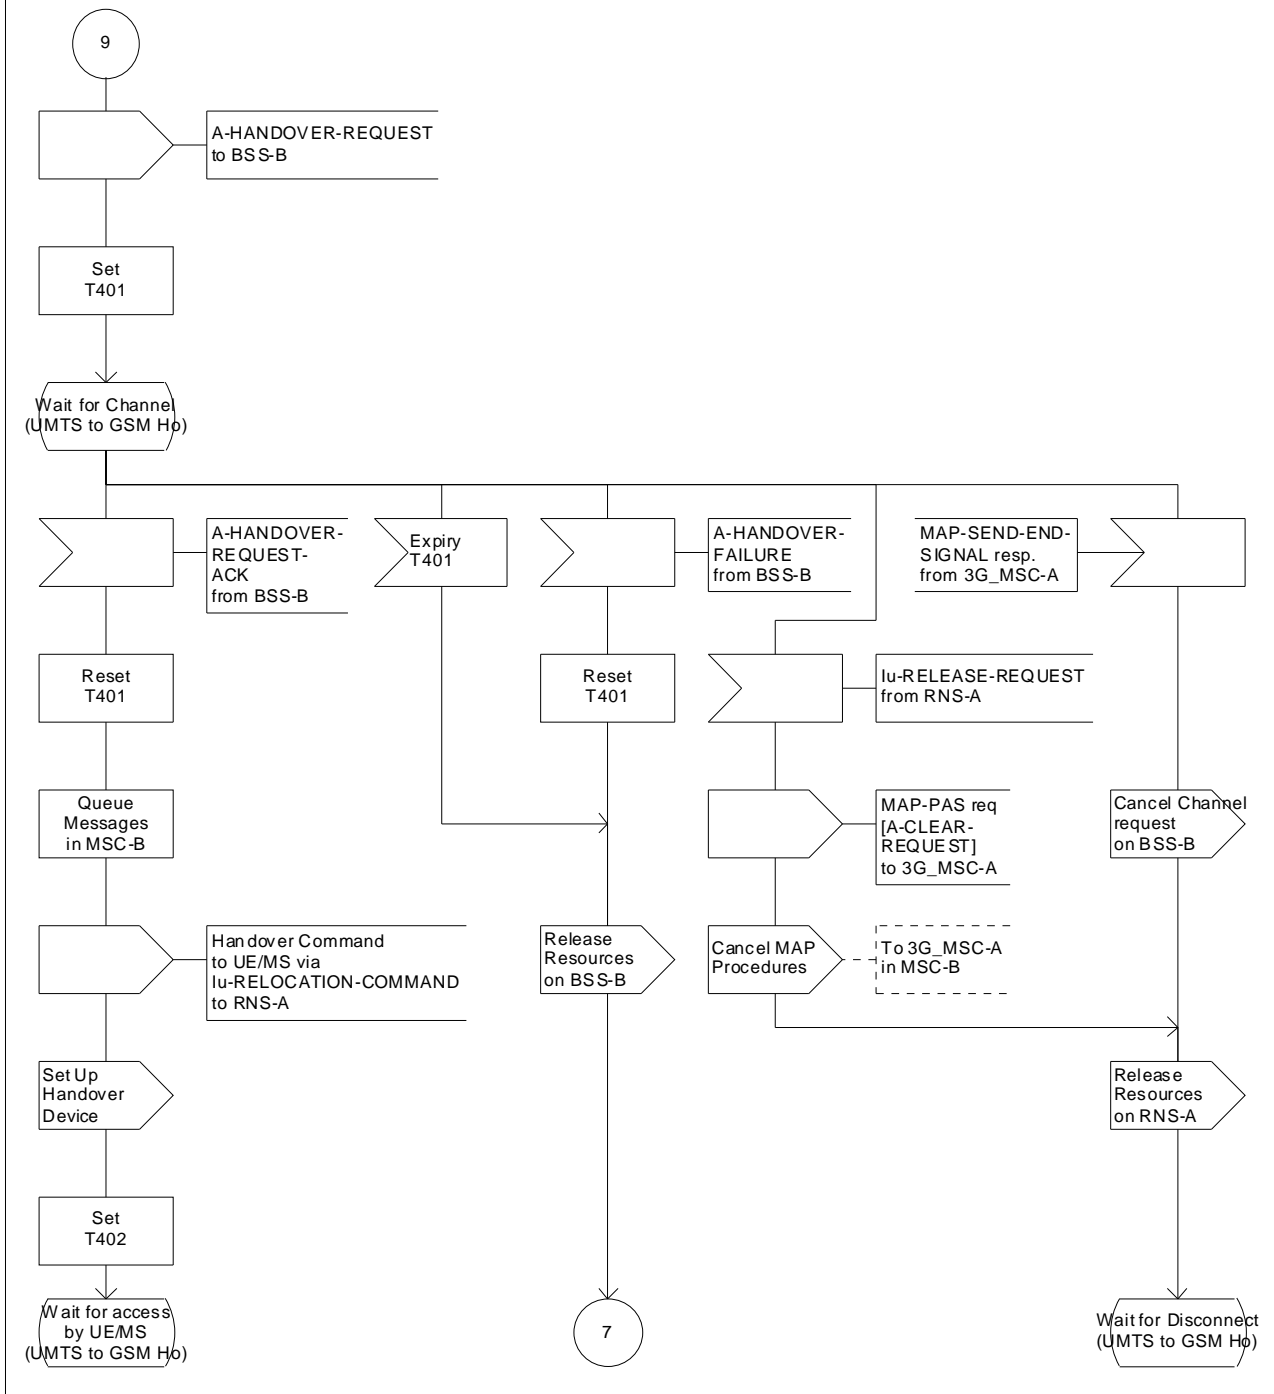 9
A-HANDOVER-REQUEST
to BSS-B
Set
T401
Wait for Channel
(UMTS to GSM Ho)
A-HANDOVER-
REQUEST-
ACK
from BSS-B
Expiry
T401
A-HANDOVER-
FAILURE
from BSS-B
MAP-SEND-END-
SIGNAL resp.
from 3G_MSC-A
Reset
T401
Reset
T401
Iu-RELEASE-REQUEST
from RNS-A
Queue
Messages
in MSC-B
MAP-PAS req
[A-CLEAR-
REQUEST]
to 3G_MSC-A
Cancel Channel
request
on BSS-B
Handover Command
to UE/MS via
Iu-RELOCATION-COMMAND
to RNS-A
Release
Resources
on BSS-B
Cancel MAP
Procedures
To 3G_MSC-A
in MSC-B
Set Up
Handover
Device
Release
Resources
on RNS-A
Set
T402
Wait for access
by UE/MS
(UMTS to GSM Ho)
7
Wait for Disconnect
(UMTS to GSM Ho)